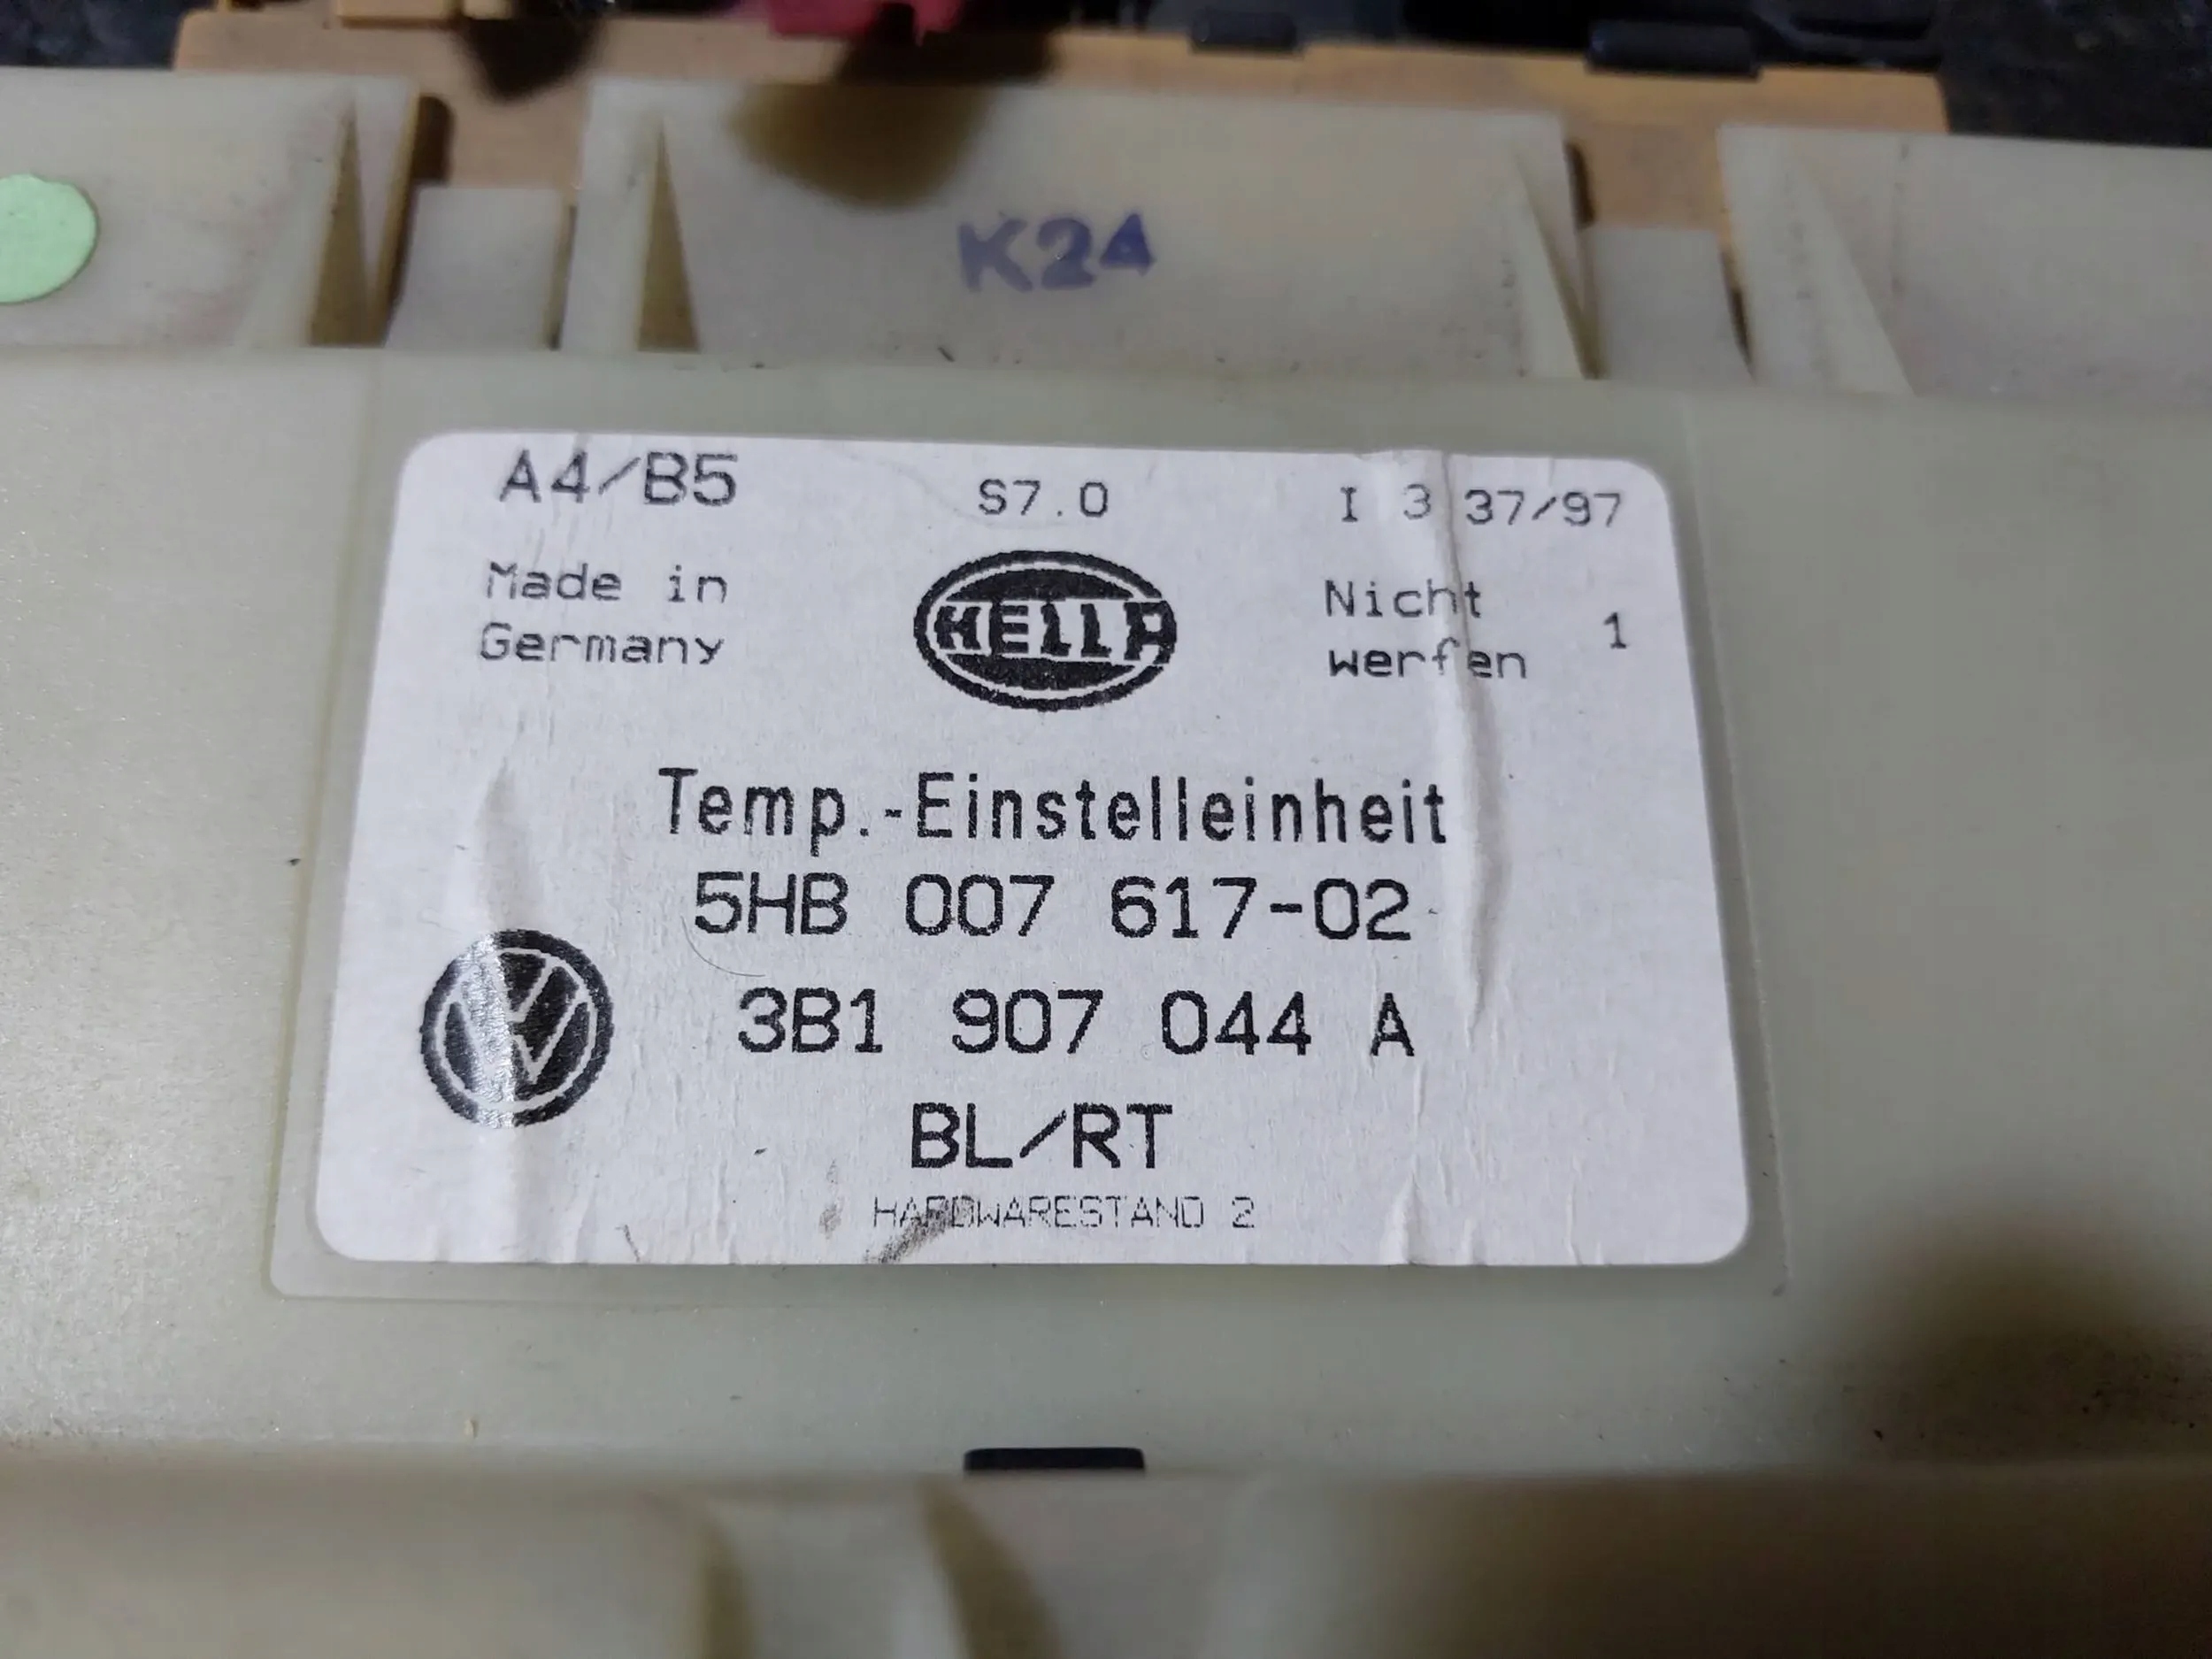 K24
A4/B5 S7.0 I 3 37/97
Made in Germany
HELLA
Nicht werfen 1
Temp.-Einstelleinheit
5HB 007 617-02
VW
3B1 907 044 A
BL/RT
HARDWARESTAND 2